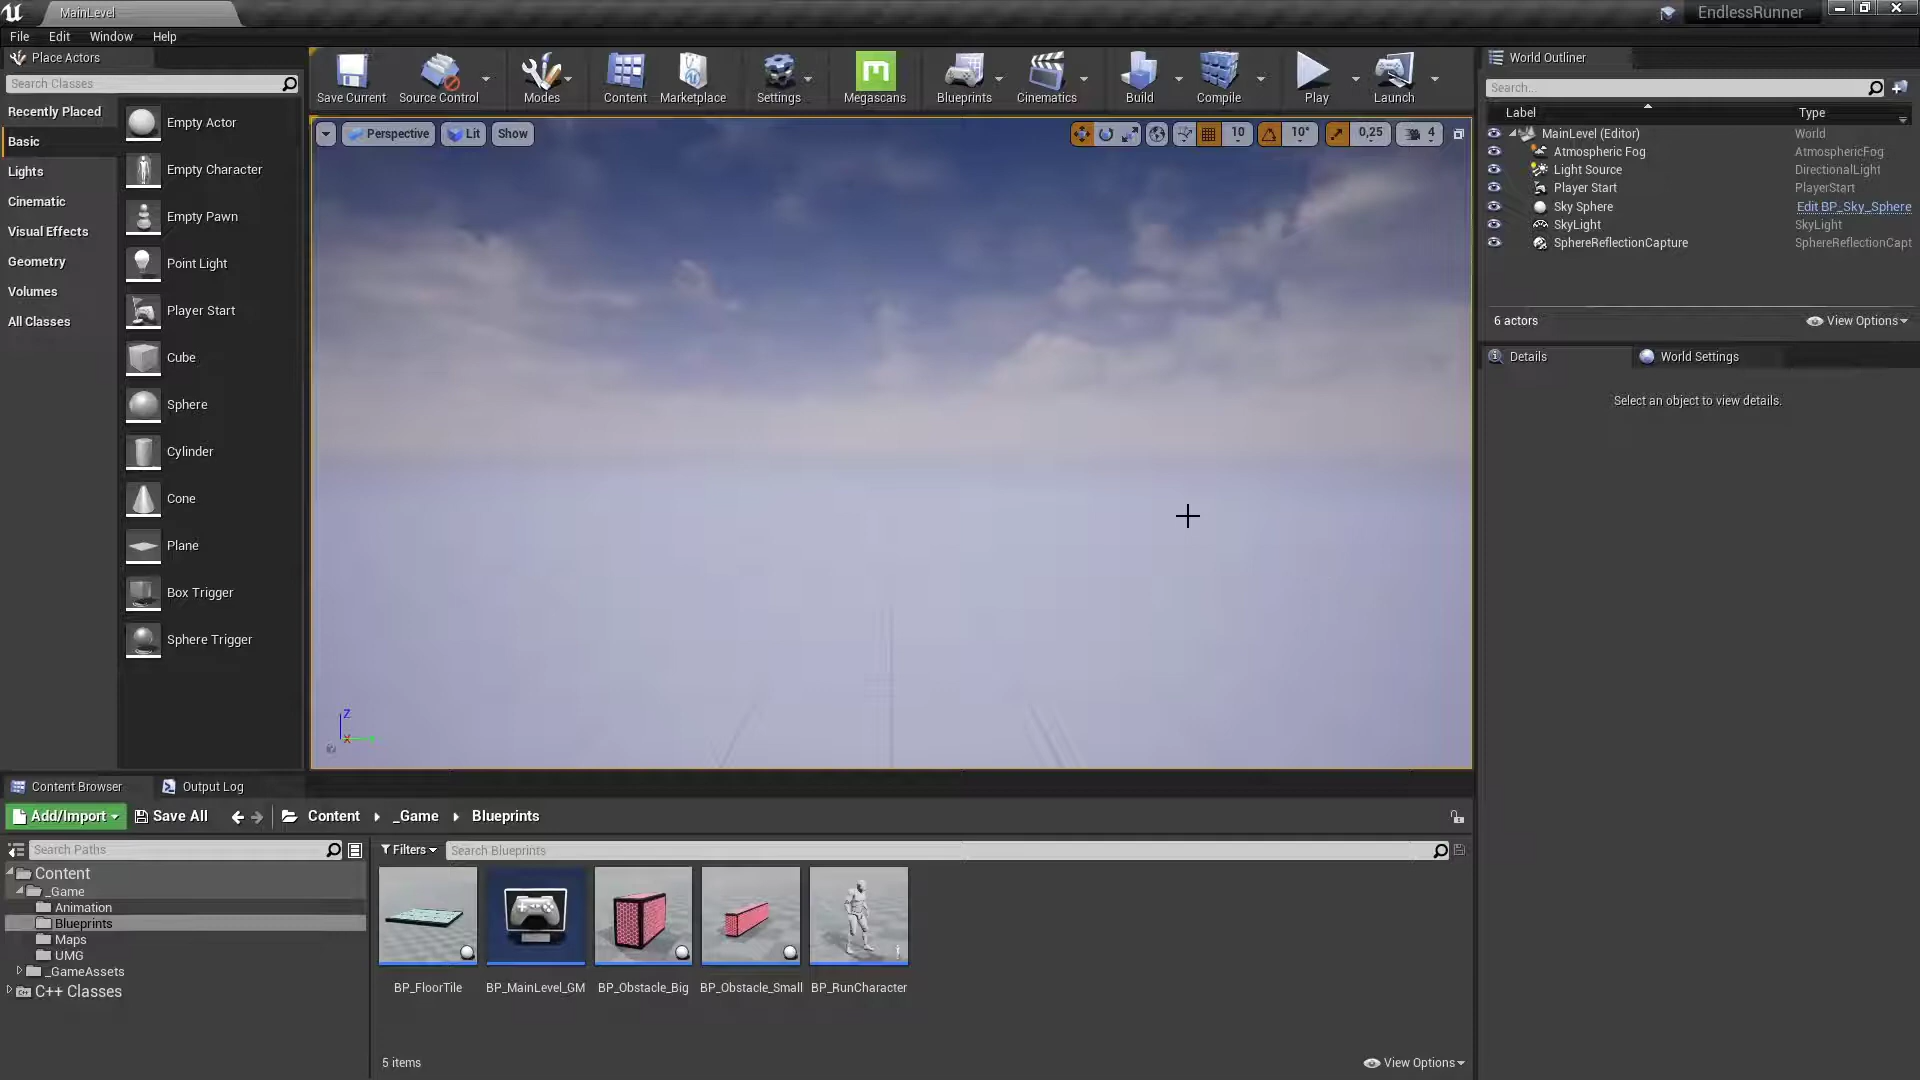 MainLevel
EndlessRunner
File Edit Window Help
Place Actors
Search Classes
Recently Placed
Basic
Lights
Cinematic
Visual Effects
Geometry
Volumes
All Classes
Empty Actor
Empty Character
Empty Pawn
Point Light
Player Start
Cube
Sphere
Cylinder
Cone
Plane
Box Trigger
Sphere Trigger
Save Current Source Control Modes Content Marketplace Settings Megascans Blueprints Cinematics Build Compile Play Launch
Perspective Lit Show 10 10° 0,25 4
Z
X
World Outliner
Search...
Label Type
MainLevel (Editor) World
Atmospheric Fog AtmosphericFog
Light Source DirectionalLight
Player Start PlayerStart
Sky Sphere Edit BP_Sky_Sphere
SkyLight SkyLight
SphereReflectionCapture SphereReflectionCapt
6 actors View Options
Details World Settings
Select an object to view details.
Content Browser Output Log
Add/Import Save All Content _Game Blueprints
Search Paths
Content
_Game
Animation
Blueprints
Maps
UMG
_GameAssets
C++ Classes
Filters Search Blueprints
BP_FloorTile BP_MainLevel_GM BP_Obstacle_Big BP_Obstacle_Small BP_RunCharacter
5 items View Options